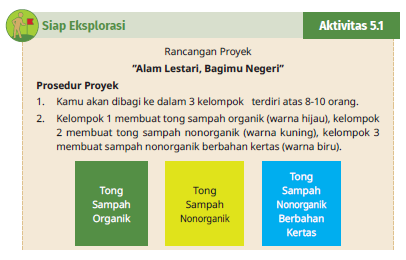 Siap Eksplorasi
Aktivitas 5.1
Rancangan Proyek
“Alam Lestari, Bagimu Negeri”
Prosedur Proyek
1. Kamu akan dibagi ke dalam 3 kelompok terdiri atas 8-10 orang.
2. Kelompok 1 membuat tong sampah organik (warna hijau), kelompok
2 membuat tong sampah nonorganik (warna kuning), kelompok 3
membuat sampah nonorganik berbahan kertas (warna biru).
Tong
Sampah
Organik
Tong
Sampah
Nonorganik
Tong
Sampah
Nonorganik
Berbahan
Kertas